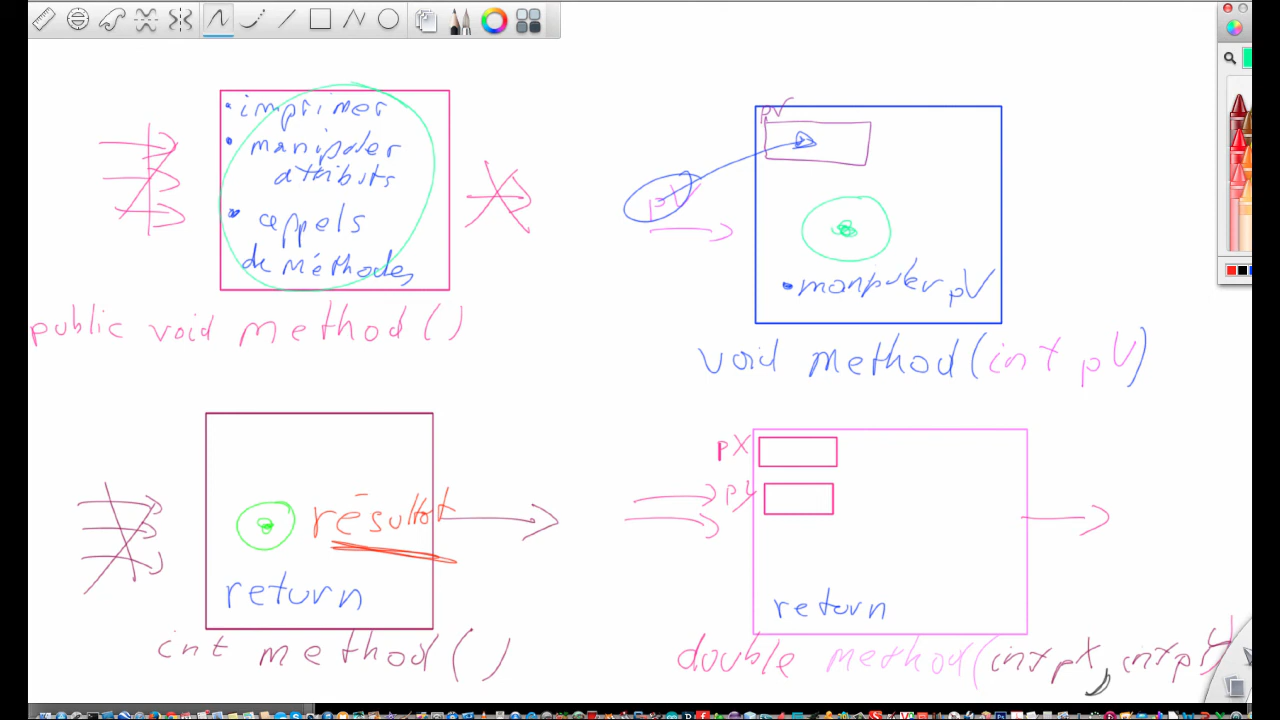 • imprimer
• manipuler
attributs
• appels
de méthodes
public void method ()
pV
pV
• manipuler pV
void method (int pV)
résultat
return
int method ()
pX
pY
return
double method (int pX, int pY)